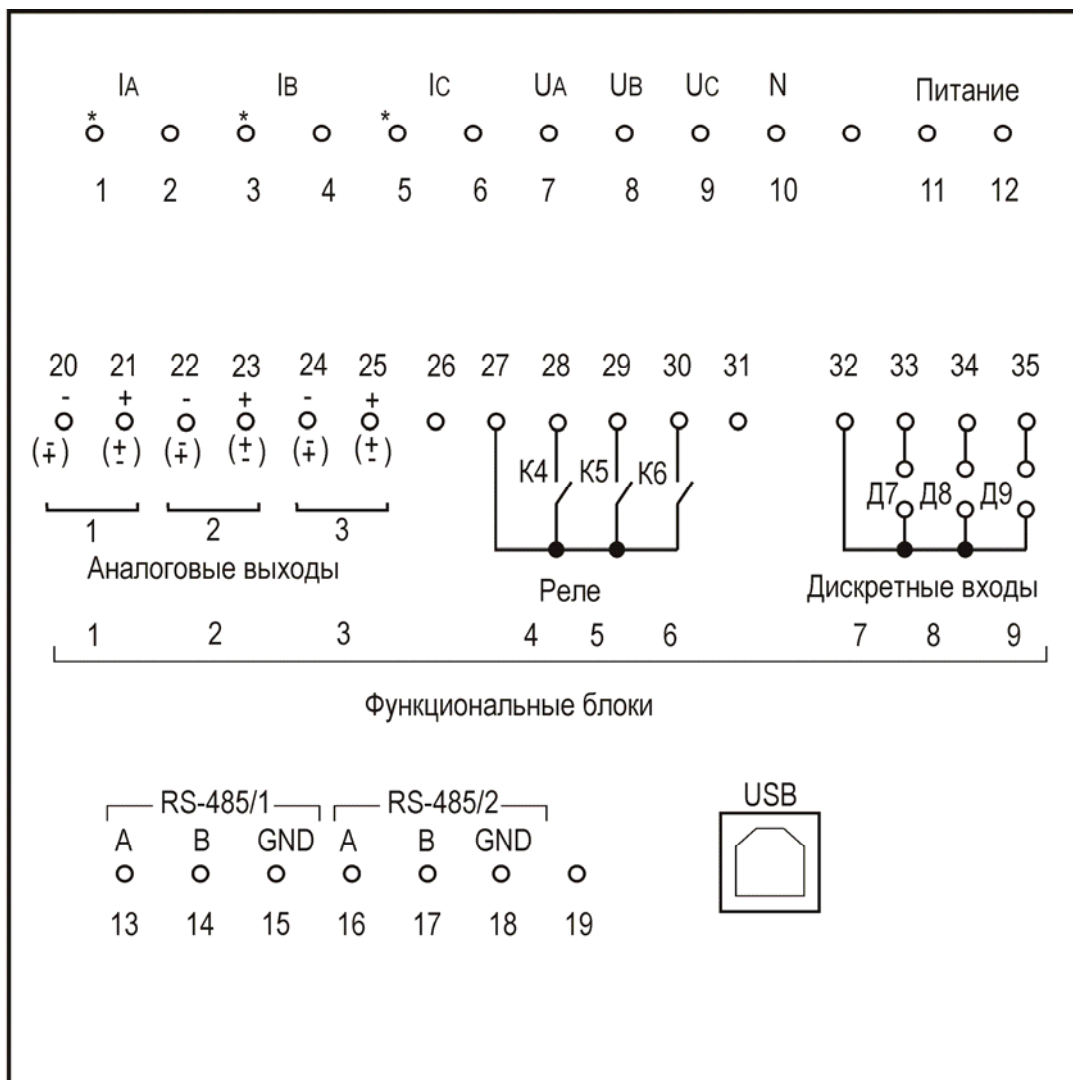 IA IB IC UA UB UC N Питание
* * *
1 2 3 4 5 6 7 8 9 10 11 12
20 21 22 23 24 25 26 27 28 29 30 31 32 33 34 35
- + - + - +
(-+) (+-) (-+) (+-) (-+) (+-) К4 К5 К6 Д7 Д8 Д9
1 2 3
Аналоговые выходы Реле Дискретные входы
1 2 3 4 5 6 7 8 9
Функциональные блоки
RS-485/1 RS-485/2 USB
A B GND A B GND
13 14 15 16 17 18 19